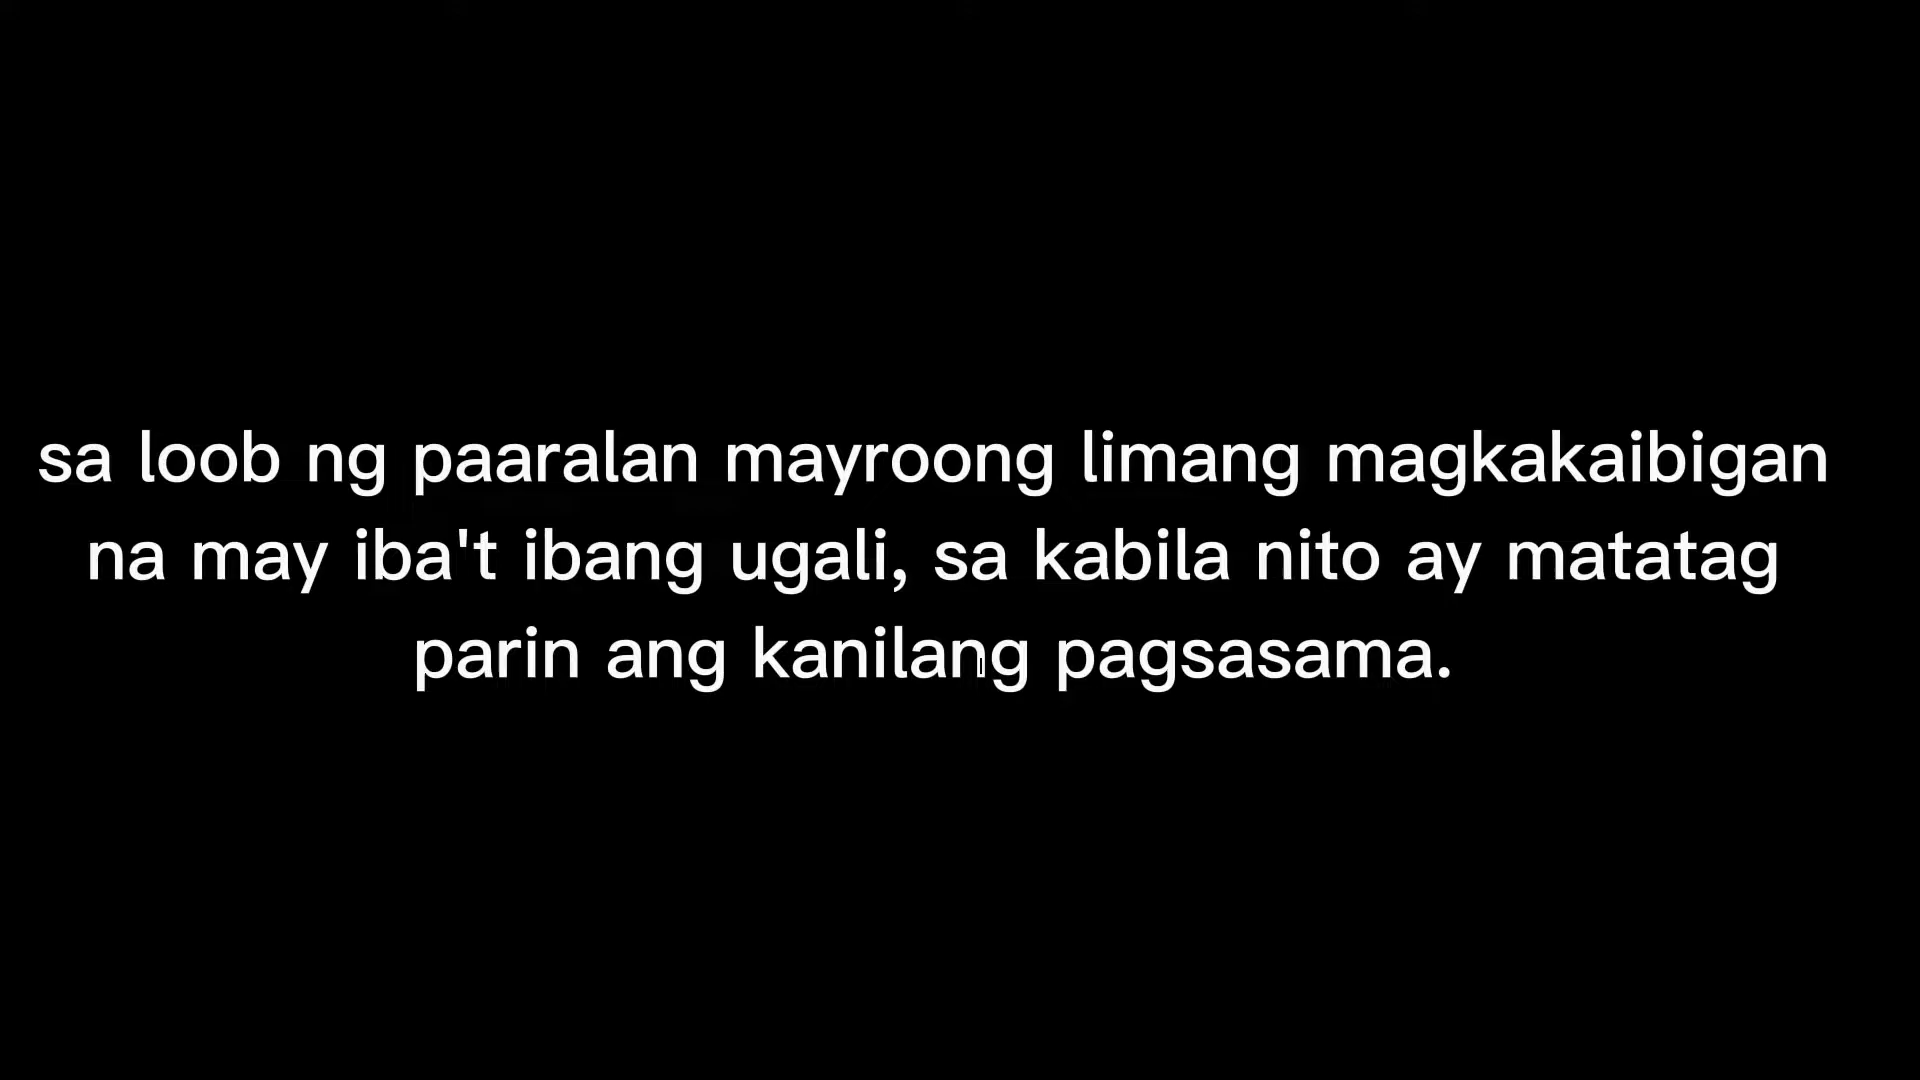 sa loob ng paaralan mayroong limang magkakaibigan
na may iba't ibang ugali, sa kabila nito ay matatag
parin ang kanilang pagsasama.